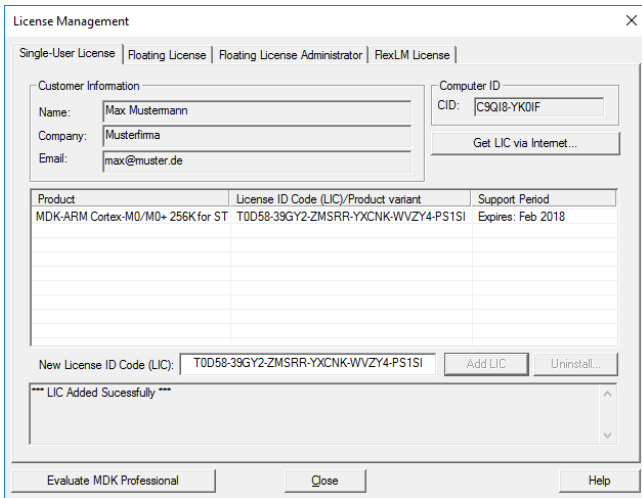 License Management
Single-User License Floating License Floating License Administrator FlexLM License
Customer Information
Name: Max Mustermann
Company: Musterfirma
Email: max@muster.de
Computer ID
CID: C9QI8-YK0IF
Get LIC via Internet...
Product License ID Code (LIC)/Product variant Support Period
MDK-ARM Cortex-M0/M0+ 256K for ST T0D58-39GY2-ZMSRR-YXCNK-WVZY4-PS1SI Expires: Feb 2018
New License ID Code (LIC): T0D58-39GY2-ZMSRR-YXCNK-WVZY4-PS1SI Add LIC Uninstall...
*** LIC Added Sucessfully ***
Evaluate MDK Professional Close Help